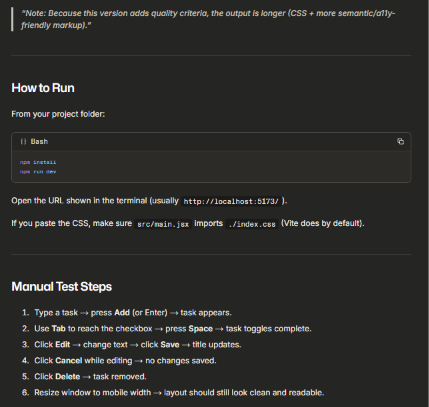 "Note: Because this version adds quality criteria, the output is longer (CSS + more semantic/a11y-
friendly markup)."
How to Run
From your project folder:
{} Bash
npm install
npm run dev
Open the URL shown in the terminal (usually http://localhost:5173/ ).
If you paste the CSS, make sure src/main.jsx imports ./index.css (Vite does by default).
Manual Test Steps
1. Type a task → press Add (or Enter) → task appears.
2. Use Tab to reach the checkbox → press Space → task toggles complete.
3. Click Edit → change text → click Save → title updates.
4. Click Cancel while editing → no changes saved.
5. Click Delete → task removed.
6. Resize window to mobile width → layout should still look clean and readable.